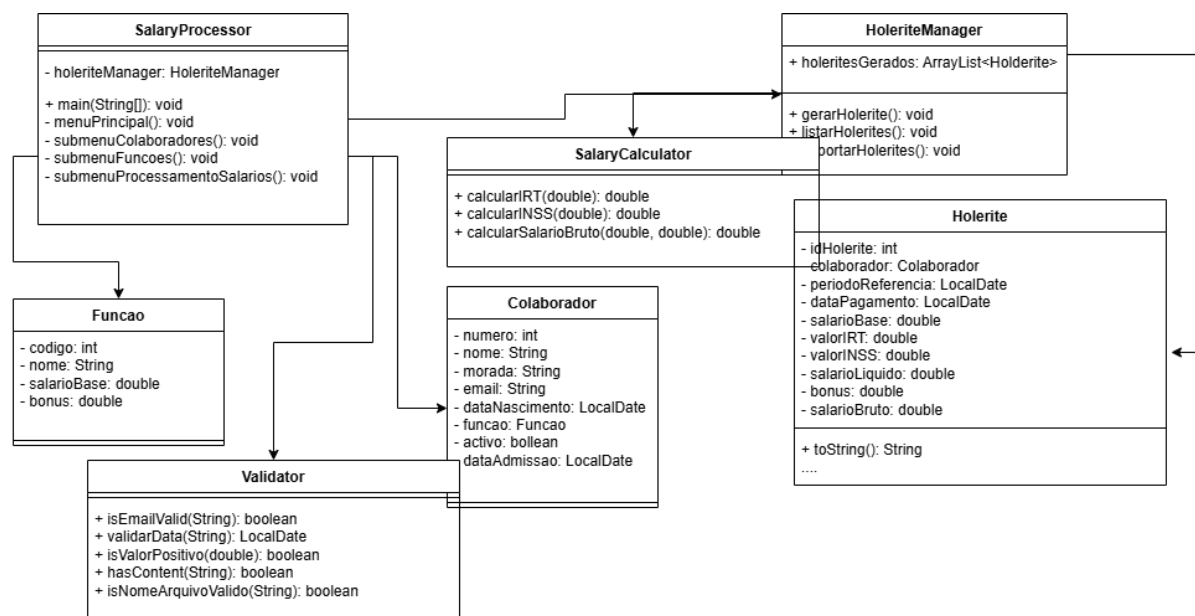 SalaryProcessor
- holeriteManager: HoleriteManager
+ main(String[]): void
- menuPrincipal(): void
- submenuColaboradores(): void
- submenuFuncoes(): void
- submenuProcessamentoSalarios(): void
HoleriteManager
+ holeritesGerados: ArrayList<Holderite>
+ gerarHolerite(): void
+ listarHolerites(): void
portarHolerites(): void
SalaryCalculator
+ calcularIRT(double): double
+ calcularINSS(double): double
+ calcularSalarioBruto(double, double): double
Holerite
- idHolerite: int
- colaborador: Colaborador
- periodoReferencia: LocalDate
- dataPagamento: LocalDate
- salarioBase: double
- valorIRT: double
- valorINSS: double
- salarioLiquido: double
- bonus: double
- salarioBruto: double
+ toString(): String
....
Funcao
- codigo: int
- nome: String
- salarioBase: double
- bonus: double
Colaborador
- numero: int
- nome: String
- morada: String
- email: String
- dataNascimento: LocalDate
- funcao: Funcao
- activo: bollean
dataAdmissao: LocalDate
Validator
+ isEmailValid(String): boolean
+ validarData(String): LocalDate
+ isValorPositivo(double): boolean
+ hasContent(String): boolean
+ isNomeArquivoValido(String): boolean